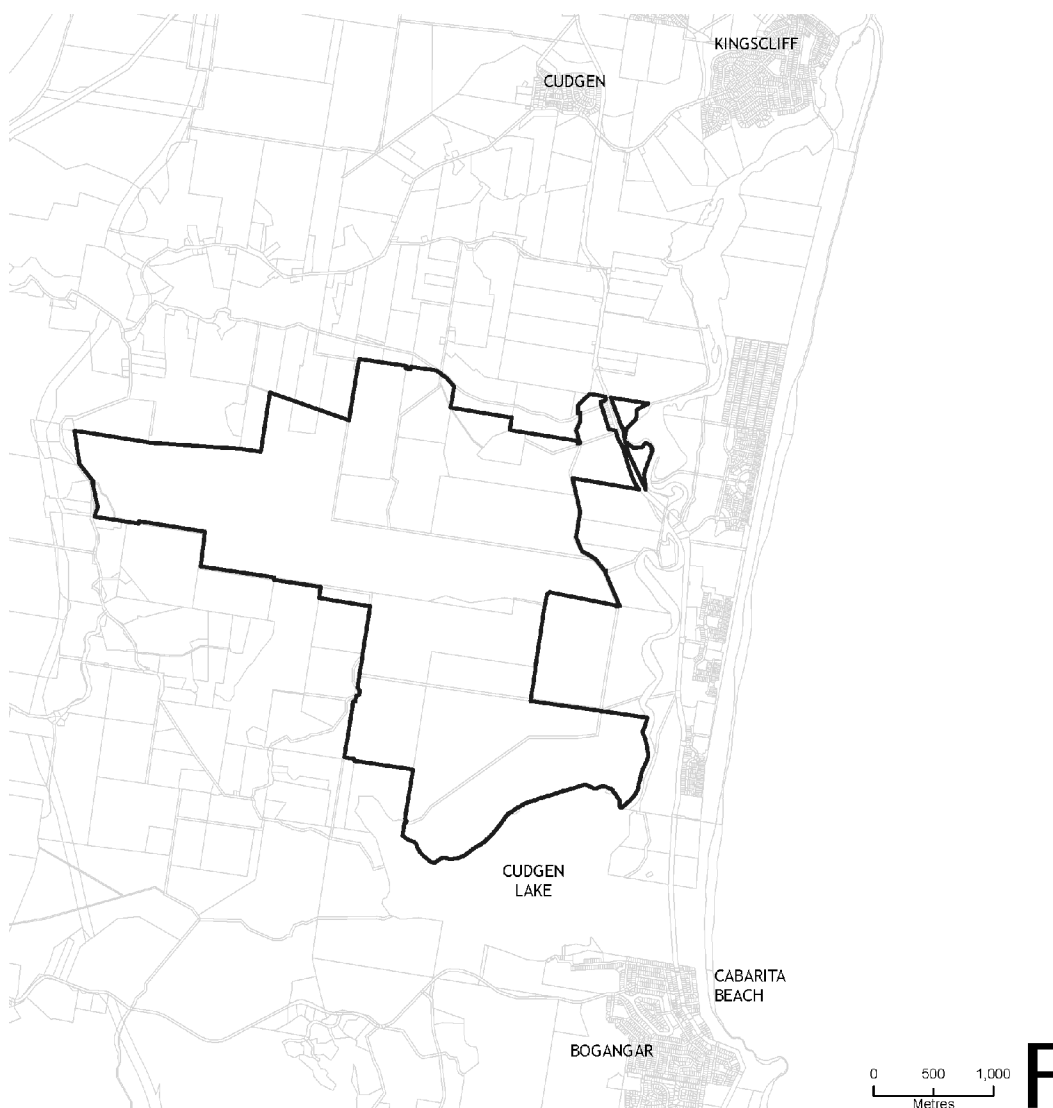 KINGSCLIFF
CUDGEN
CUDGEN
LAKE
CABARITA
BEACH
BOGANGAR
0 500 1,000
Metres